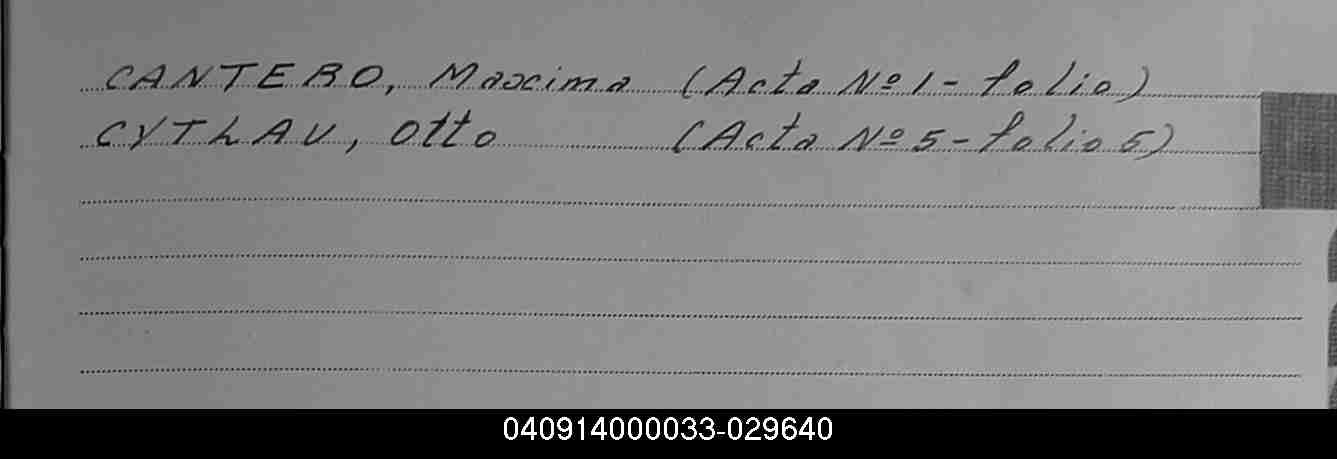 CANTERO, Maxima (Acta Nº 1 - folio)
CYTLAU, Otto (Acta Nº 5 - folio 5)
040914000033-029640